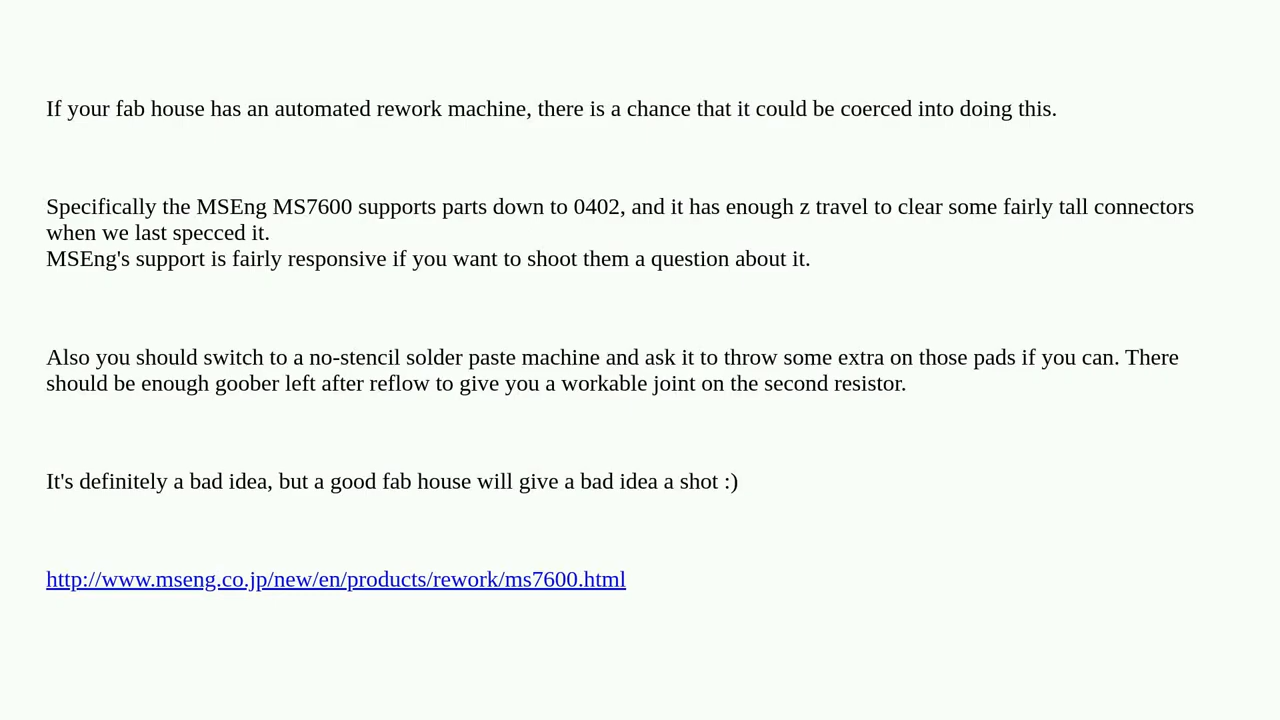 If your fab house has an automated rework machine, there is a chance that it could be coerced into doing this.
Specifically the MSEng MS7600 supports parts down to 0402, and it has enough z travel to clear some fairly tall connectors
when we last specced it.
MSEng's support is fairly responsive if you want to shoot them a question about it.
Also you should switch to a no-stencil solder paste machine and ask it to throw some extra on those pads if you can. There
should be enough goober left after reflow to give you a workable joint on the second resistor.
It's definitely a bad idea, but a good fab house will give a bad idea a shot :)
http://www.mseng.co.jp/new/en/products/rework/ms7600.html